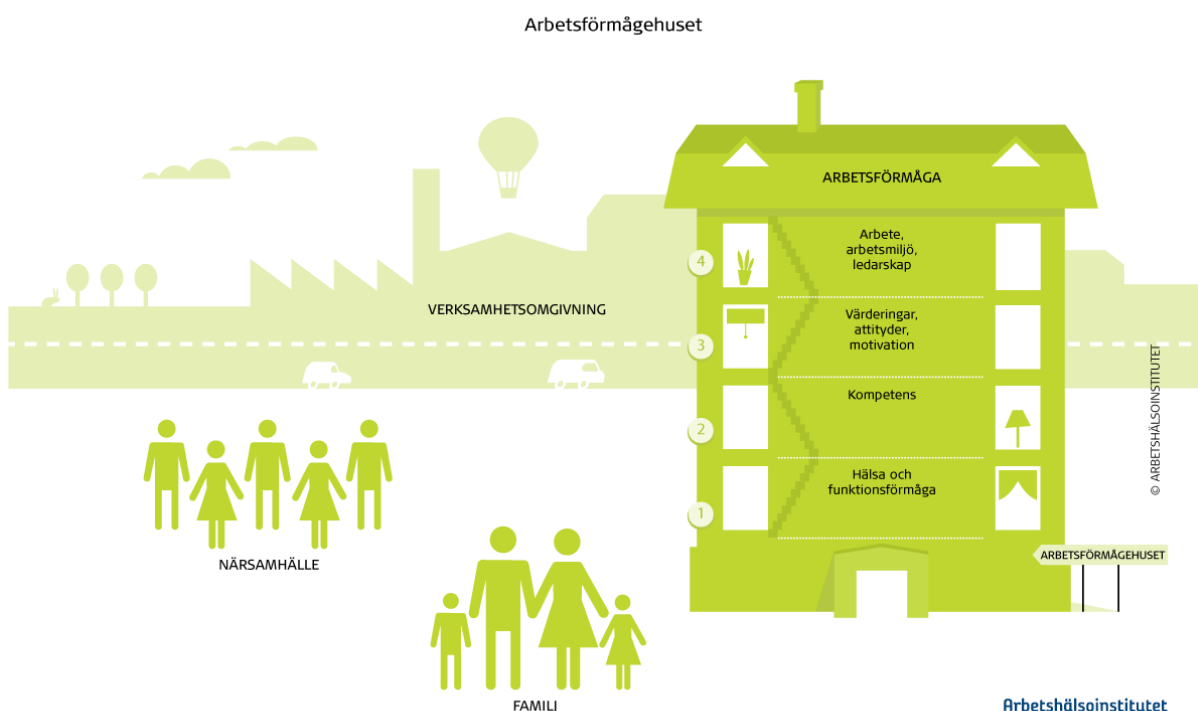 Arbetsförmågehuset
ARBETSFÖRMÅGA
4
Arbete,
arbetsmiljö,
ledarskap
VERKSAMHETSOMGIVNING
3
Värderingar,
attityder,
motivation
2
Kompetens
1
Hälsa och
funktionsförmåga
© ARBETSHÄLSOINSTITUTET
NÄRSAMHÄLLE
ARBETSFÖRMÅGEHUSET
FAMILJ
Arbetshälsoinstitutet